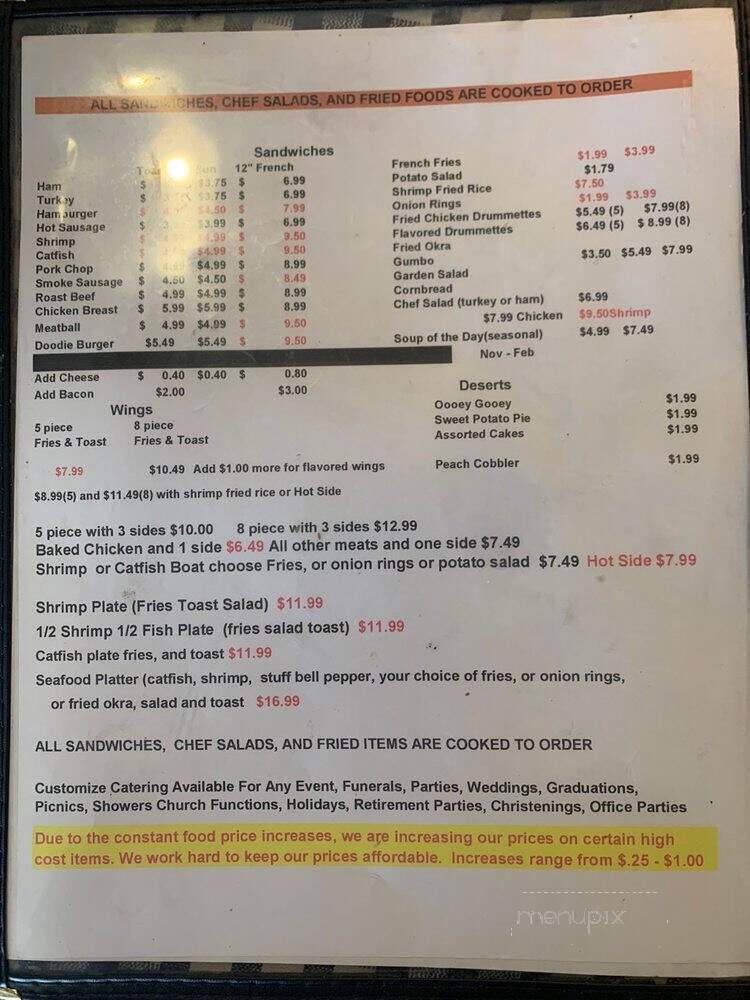 ALL SANDWICHES, CHEF SALADS, AND FRIED FOODS ARE COOKED TO ORDER
Sandwiches
12" French
Ham $ $3.75 $ 6.99
Turkey $ $3.75 $ 6.99
Hamburger $ $4.50 $ 7.99
Hot Sausage $ $3.99 $ 6.99
Shrimp $ $ 9.50
Catfish $ $4.99 $ 9.50
Pork Chop $ $4.99 $ 8.99
Smoke Sausage $ 4.50 $4.50 $ 8.49
Roast Beef $ 4.99 $4.99 $ 8.99
Chicken Breast $ 5.99 $5.99 $ 8.99
Meatball $ 4.99 $4.99 $ 9.50
Doodie Burger $5.49 $5.49 $ 9.50
Add Cheese $ 0.40 $0.40 $ 0.80
Add Bacon $2.00 $3.00
Wings
5 piece 8 piece
Fries & Toast Fries & Toast
$7.99 $10.49 Add $1.00 more for flavored wings
$8.99(5) and $11.49(8) with shrimp fried rice or Hot Side
French Fries $1.99 $3.99
Potato Salad $1.79
Shrimp Fried Rice $7.50
Onion Rings $1.99 $3.99
Fried Chicken Drummettes $5.49 (5) $7.99(8)
Flavored Drummettes $6.49 (5) $ 8.99 (8)
Fried Okra
Gumbo $3.50 $5.49 $7.99
Garden Salad
Cornbread
Chef Salad (turkey or ham) $6.99
$7.99 Chicken $9.50Shrimp
Soup of the Day(seasonal) $4.99 $7.49
Nov - Feb
Deserts
Oooey Gooey $1.99
Sweet Potato Pie $1.99
Assorted Cakes $1.99
Peach Cobbler $1.99
5 piece with 3 sides $10.00 8 piece with 3 sides $12.99
Baked Chicken and 1 side $6.49 All other meats and one side $7.49
Shrimp or Catfish Boat choose Fries, or onion rings or potato salad $7.49 Hot Side $7.99
Shrimp Plate (Fries Toast Salad) $11.99
1/2 Shrimp 1/2 Fish Plate (fries salad toast) $11.99
Catfish plate fries, and toast $11.99
Seafood Platter (catfish, shrimp, stuff bell pepper, your choice of fries, or onion rings,
or fried okra, salad and toast $16.99
ALL SANDWICHES, CHEF SALADS, AND FRIED ITEMS ARE COOKED TO ORDER
Customize Catering Available For Any Event, Funerals, Parties, Weddings, Graduations,
Picnics, Showers Church Functions, Holidays, Retirement Parties, Christenings, Office Parties
Due to the constant food price increases, we are increasing our prices on certain high
cost items. We work hard to keep our prices affordable. Increases range from $.25 - $1.00
menupix